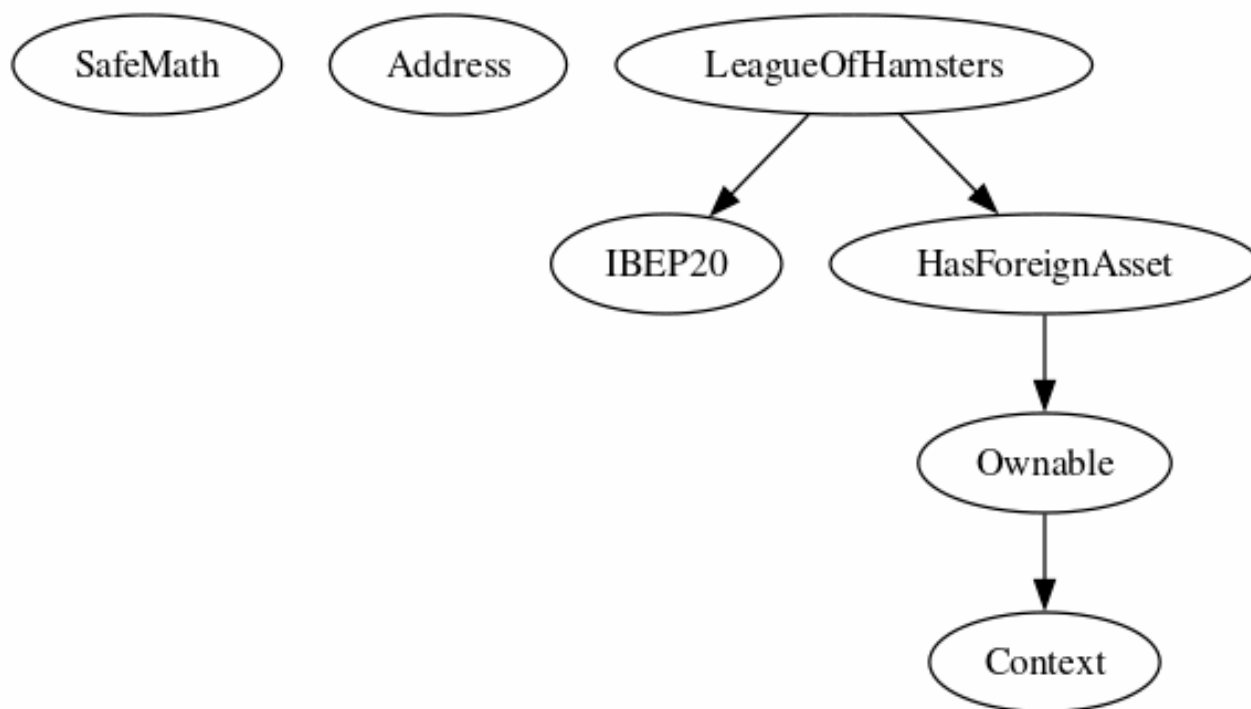 SafeMath
Address
LeagueOfHamsters
IBEP20
HasForeignAsset
Ownable
Context